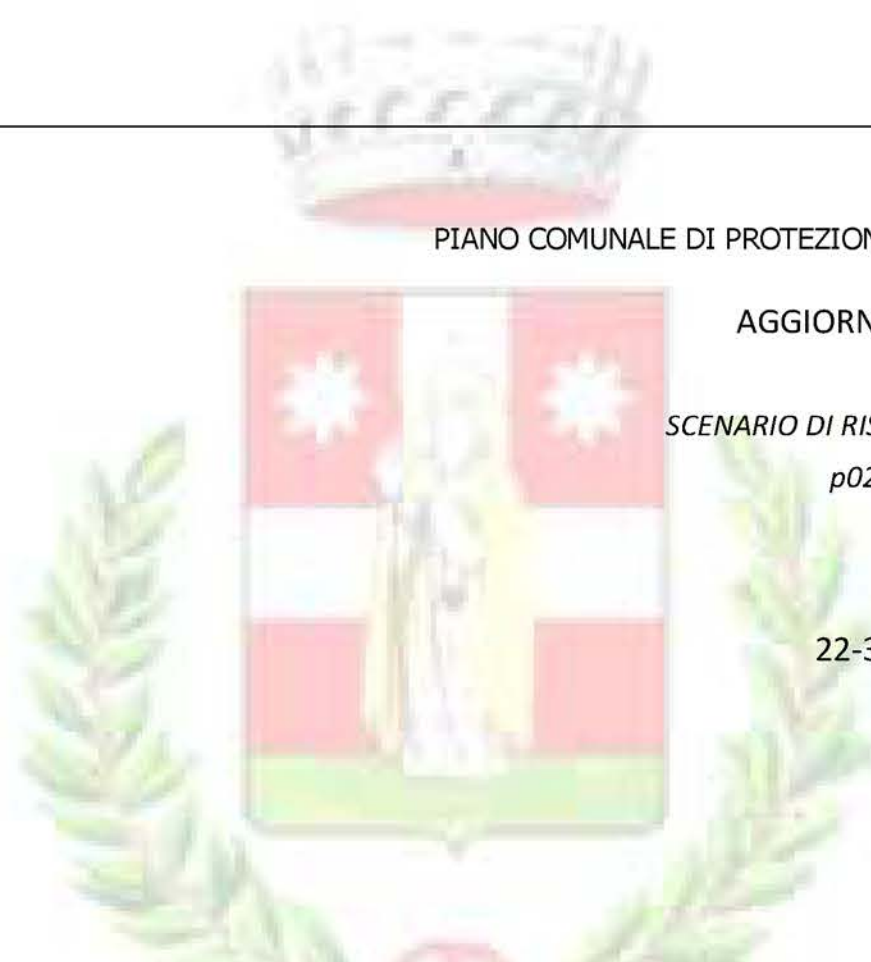 PIANO COMUNALE DI PROTEZION
AGGIORN
SCENARIO DI RIS
p02
22-3